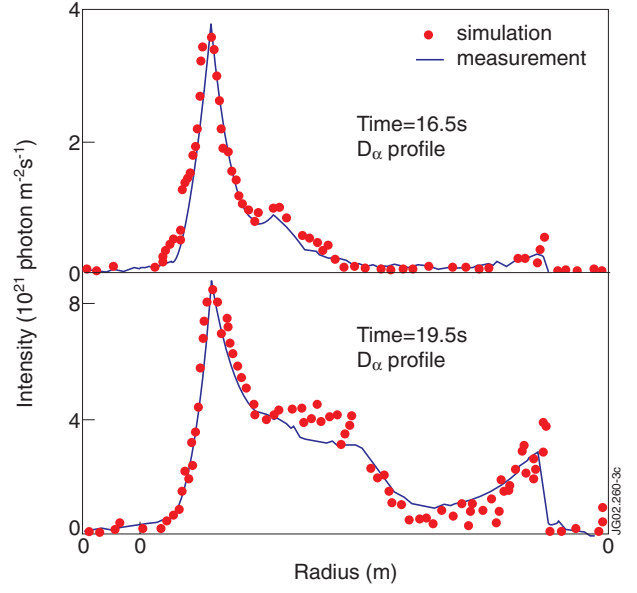 4
simulation
measurement
Time=16.5s
Dα profile
2
0
8
Time=19.5s
Dα profile
4
0
0 0 0
Radius (m)
Intensity (10²¹ photon m⁻²s⁻¹)
JG02.260-3c